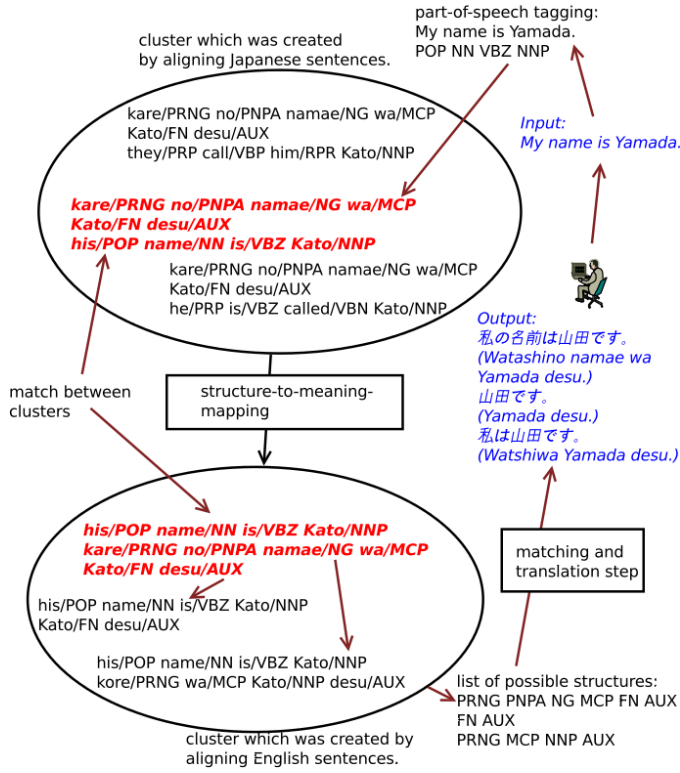 part-of-speech tagging:
My name is Yamada.
POP NN VBZ NNP
cluster which was created
by aligning Japanese sentences.
Input:
My name is Yamada.
kare/PRNG no/PNPA namae/NG wa/MCP
Kato/FN desu/AUX
they/PRP call/VBP him/RPR Kato/NNP
kare/PRNG no/PNPA namae/NG wa/MCP
Kato/FN desu/AUX
his/POP name/NN is/VBZ Kato/NNP
kare/PRNG no/PNPA namae/NG wa/MCP
Kato/FN desu/AUX
he/PRP is/VBZ called/VBN Kato/NNP
Output:
私の名前は山田です。
(Watashino namae wa
Yamada desu.)
山田です。
(Yamada desu.)
私は山田です。
(Watshiwa Yamada desu.)
match between
clusters
structure-to-meaning-
mapping
his/POP name/NN is/VBZ Kato/NNP
kare/PRNG no/PNPA namae/NG wa/MCP
Kato/FN desu/AUX
his/POP name/NN is/VBZ Kato/NNP
Kato/FN desu/AUX
his/POP name/NN is/VBZ Kato/NNP
kore/PRNG wa/MCP Kato/NNP desu/AUX
matching and
translation step
list of possible structures:
PRNG PNPA NG MCP FN AUX
FN AUX
PRNG MCP NNP AUX
cluster which was created by
aligning English sentences.